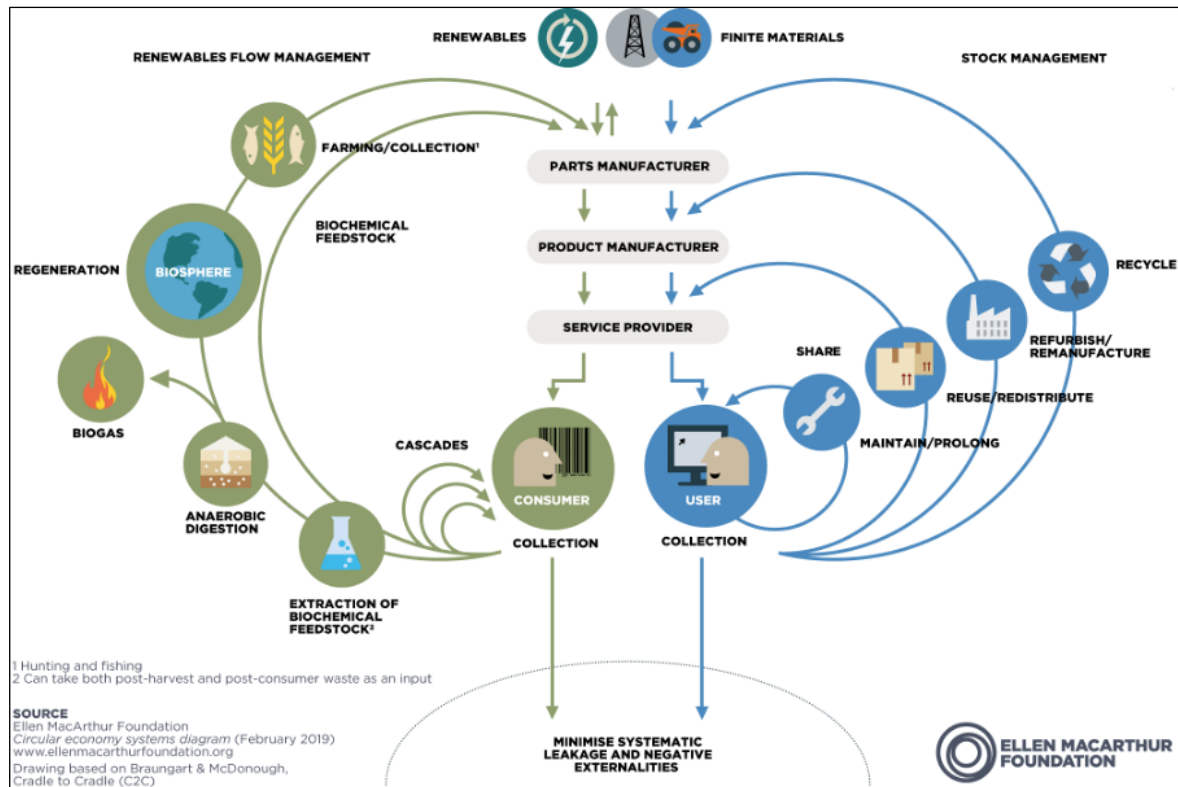 RENEWABLES
FINITE MATERIALS
RENEWABLES FLOW MANAGEMENT
STOCK MANAGEMENT
FARMING/COLLECTION¹
PARTS MANUFACTURER
BIOCHEMICAL
FEEDSTOCK
PRODUCT MANUFACTURER
REGENERATION
BIOSPHERE
RECYCLE
SERVICE PROVIDER
SHARE
REFURBISH/
REMANUFACTURE
REUSE/REDISTRIBUTE
BIOGAS
CASCADES
MAINTAIN/PROLONG
CONSUMER
USER
ANAEROBIC
DIGESTION
COLLECTION
COLLECTION
EXTRACTION OF
BIOCHEMICAL
FEEDSTOCK²
1 Hunting and fishing
2 Can take both post-harvest and post-consumer waste as an input
SOURCE
Ellen MacArthur Foundation
Circular economy systems diagram (February 2019)
www.ellenmacarthurfoundation.org
Drawing based on Braungart & McDonough,
Cradle to Cradle (C2C)
MINIMISE SYSTEMATIC
LEAKAGE AND NEGATIVE
EXTERNALITIES
ELLEN MACARTHUR
FOUNDATION